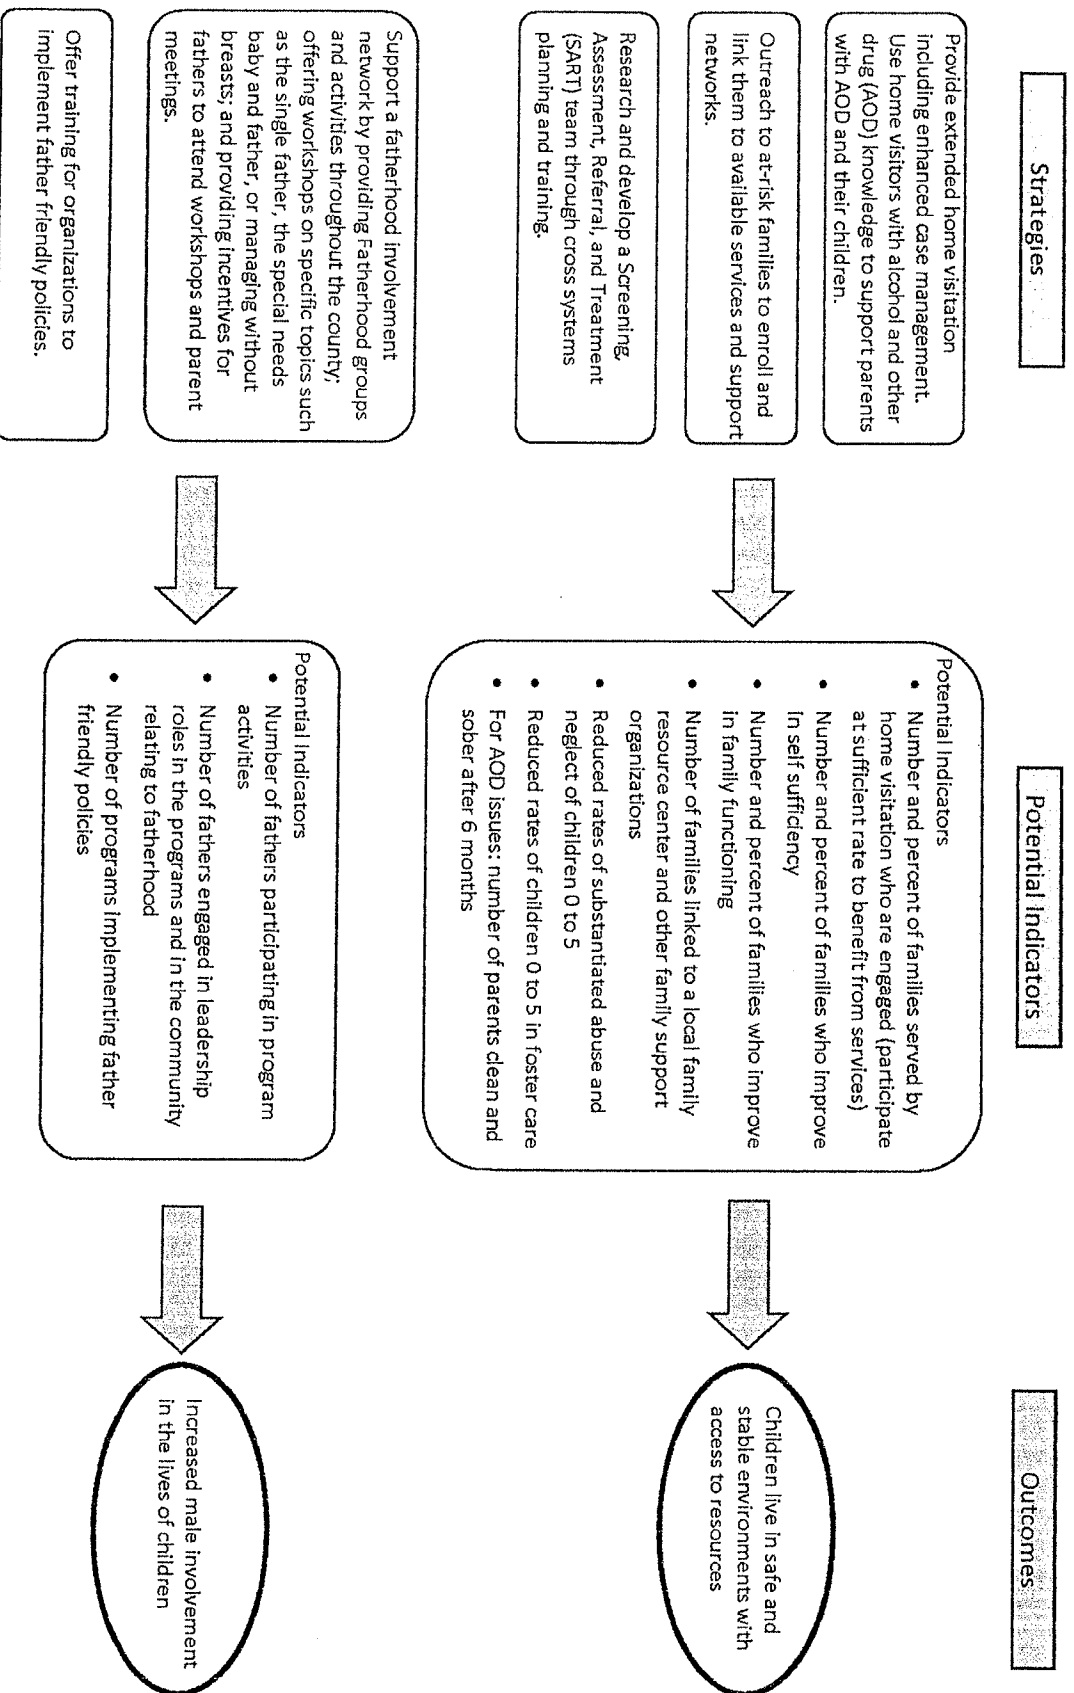 Strategies
Potential Indicators
Outcomes
Provide extended home visitation
including enhanced case management.
Use home visitors with alcohol and other
drug (AOD) knowledge to support parents
with AOD and their children.
Outreach to at-risk families to enroll and
link them to available services and support
networks.
Research and develop a Screening,
Assessment, Referral, and Treatment
(SART) team through cross systems
planning and training.
Potential Indicators
• Number and percent of families served by
home visitation who are engaged (participate
at sufficient rate to benefit from services)
• Number and percent of families who improve
in self sufficiency
• Number and percent of families who improve
in family functioning
• Number of families linked to a local family
resource center and other family support
organizations
• Reduced rates of substantiated abuse and
neglect of children 0 to 5
• Reduced rates of children 0 to 5 in foster care
• For AOD issues: number of parents clean and
sober after 6 months
Children live in safe and
stable environments with
access to resources
Support a fatherhood involvement
network by providing Fatherhood groups
and activities throughout the county;
offering workshops on specific topics such
as the single father, the special needs
baby and father, or managing without
breasts; and providing incentives for
fathers to attend workshops and parent
meetings.
Offer training for organizations to
implement father friendly policies.
Potential Indicators
• Number of fathers participating in program
activities
• Number of fathers engaged in leadership
roles in the programs and in the community
relating to fatherhood
• Number of programs implementing father
friendly policies
Increased male involvement
in the lives of children